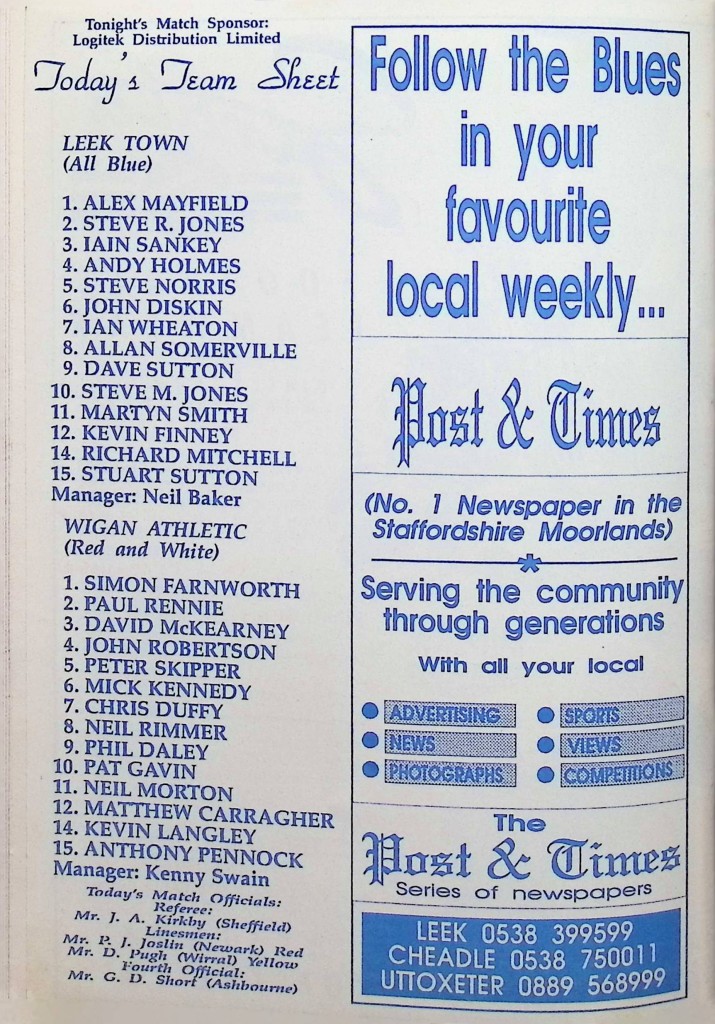 Tonight's Match Sponsor:
Logitek Distribution Limited
Today's Team Sheet
LEEK TOWN
(All Blue)
1. ALEX MAYFIELD
2. STEVE R. JONES
3. IAIN SANKEY
4. ANDY HOLMES
5. STEVE NORRIS
6. JOHN DISKIN
7. IAN WHEATON
8. ALLAN SOMERVILLE
9. DAVE SUTTON
10. STEVE M. JONES
11. MARTYN SMITH
12. KEVIN FINNEY
14. RICHARD MITCHELL
15. STUART SUTTON
Manager: Neil Baker
WIGAN ATHLETIC
(Red and White)
1. SIMON FARNWORTH
2. PAUL RENNIE
3. DAVID McKEARNEY
4. JOHN ROBERTSON
5. PETER SKIPPER
6. MICK KENNEDY
7. CHRIS DUFFY
8. NEIL RIMMER
9. PHIL DALEY
10. PAT GAVIN
11. NEIL MORTON
12. MATTHEW CARRAGHER
14. KEVIN LANGLEY
15. ANTHONY PENNOCK
Manager: Kenny Swain
Today's Match Officials:
Referee:
Mr. J. A. Kirkby (Sheffield)
Linesmen:
Mr. P. J. Joslin (Newark) Red
Mr. D. Pugh (Wirral) Yellow
Fourth Official:
Mr. G. D. Short (Ashbourne)
Follow the Blues
in your
favourite
local weekly...
Post & Times
(No. 1 Newspaper in the
Staffordshire Moorlands)
*
Serving the community
through generations
With all your local
ADVERTISING
SPORTS
NEWS
VIEWS
PHOTOGRAPHS
COMPETITIONS
The
Post & Times
Series of newspapers
LEEK 0538 399599
CHEADLE 0538 750011
UTTOXETER 0889 568999